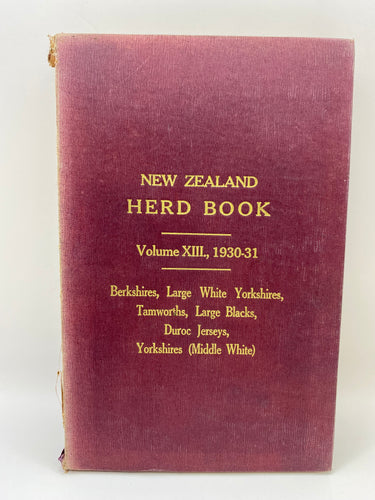 NEW ZEALAND
HERD BOOK
Volume XIII., 1930-31
Berkshires, Large White Yorkshires,
Tamworths, Large Blacks,
Duroc Jerseys,
Yorkshires (Middle White)